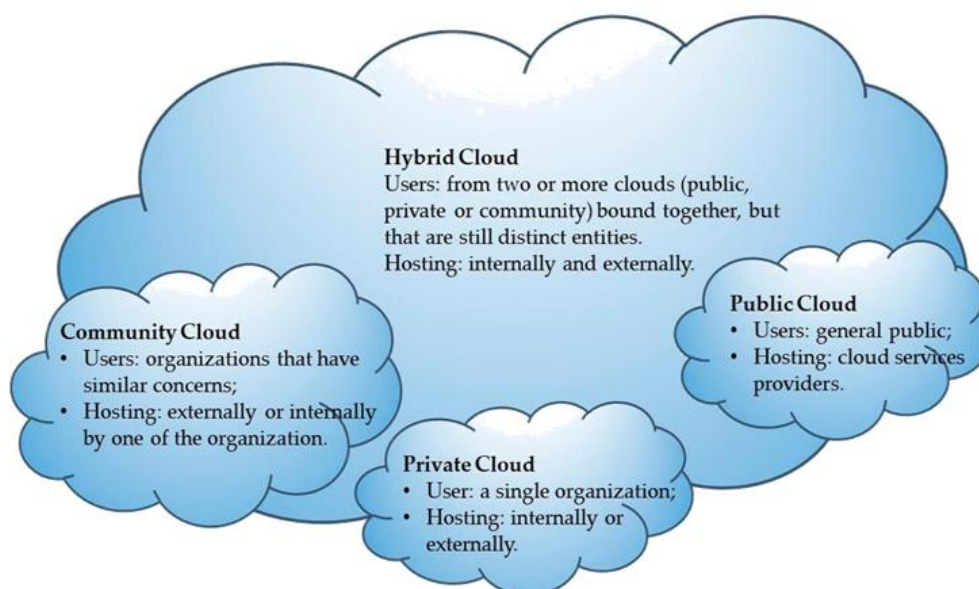 Hybrid Cloud
Users: from two or more clouds (public,
private or community) bound together, but
that are still distinct entities.
Hosting: internally and externally.
Community Cloud
• Users: organizations that have
similar concerns;
• Hosting: externally or internally
by one of the organization.
Public Cloud
• Users: general public;
• Hosting: cloud services
providers.
Private Cloud
• User: a single organization;
• Hosting: internally or
externally.